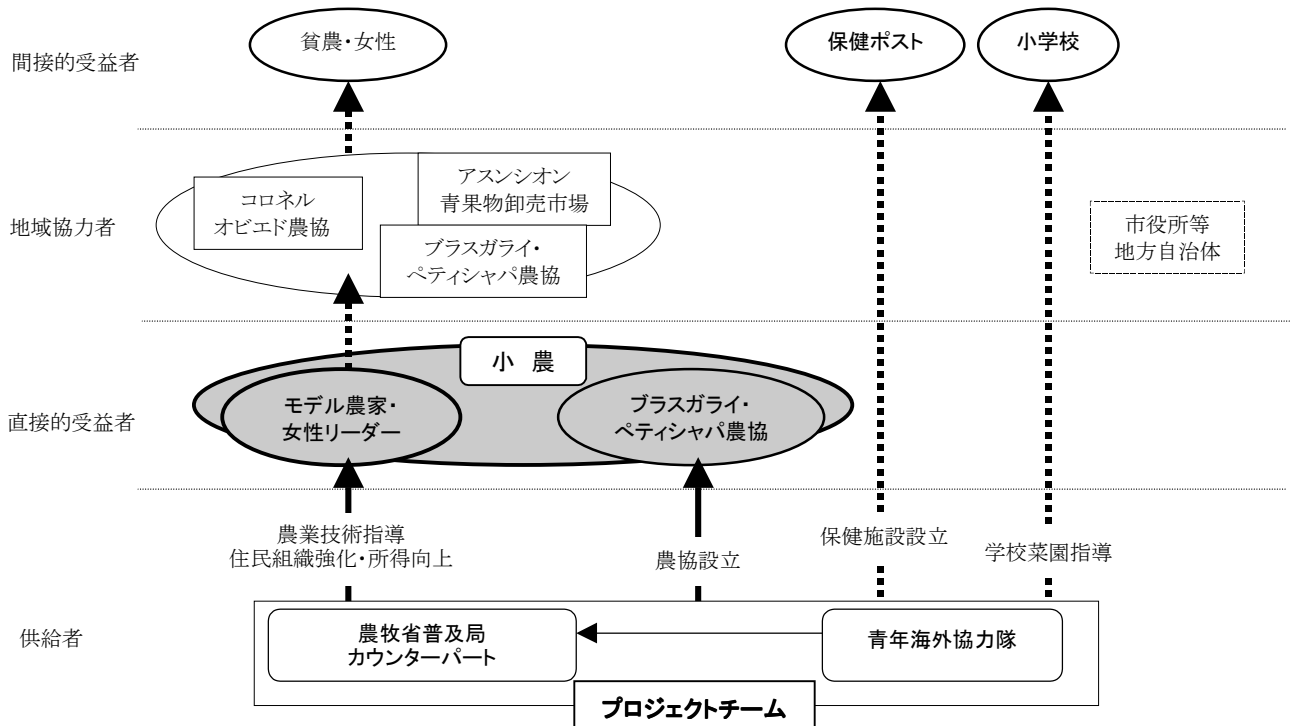 間接的受益者
貧農・女性
保健ポスト
小学校
地域協力者
コロネル
オビエド農協
アスンシオン
青果物卸売市場
ブラスガライ・
ペティシャパ農協
市役所等
地方自治体
直接的受益者
小 農
モデル農家・
女性リーダー
ブラスガライ・
ペティシャパ農協
農業技術指導
住民組織強化・所得向上
農協設立
保健施設設立
学校菜園指導
供給者
農牧省普及局
カウンターパート
青年海外協力隊
プロジェクトチーム